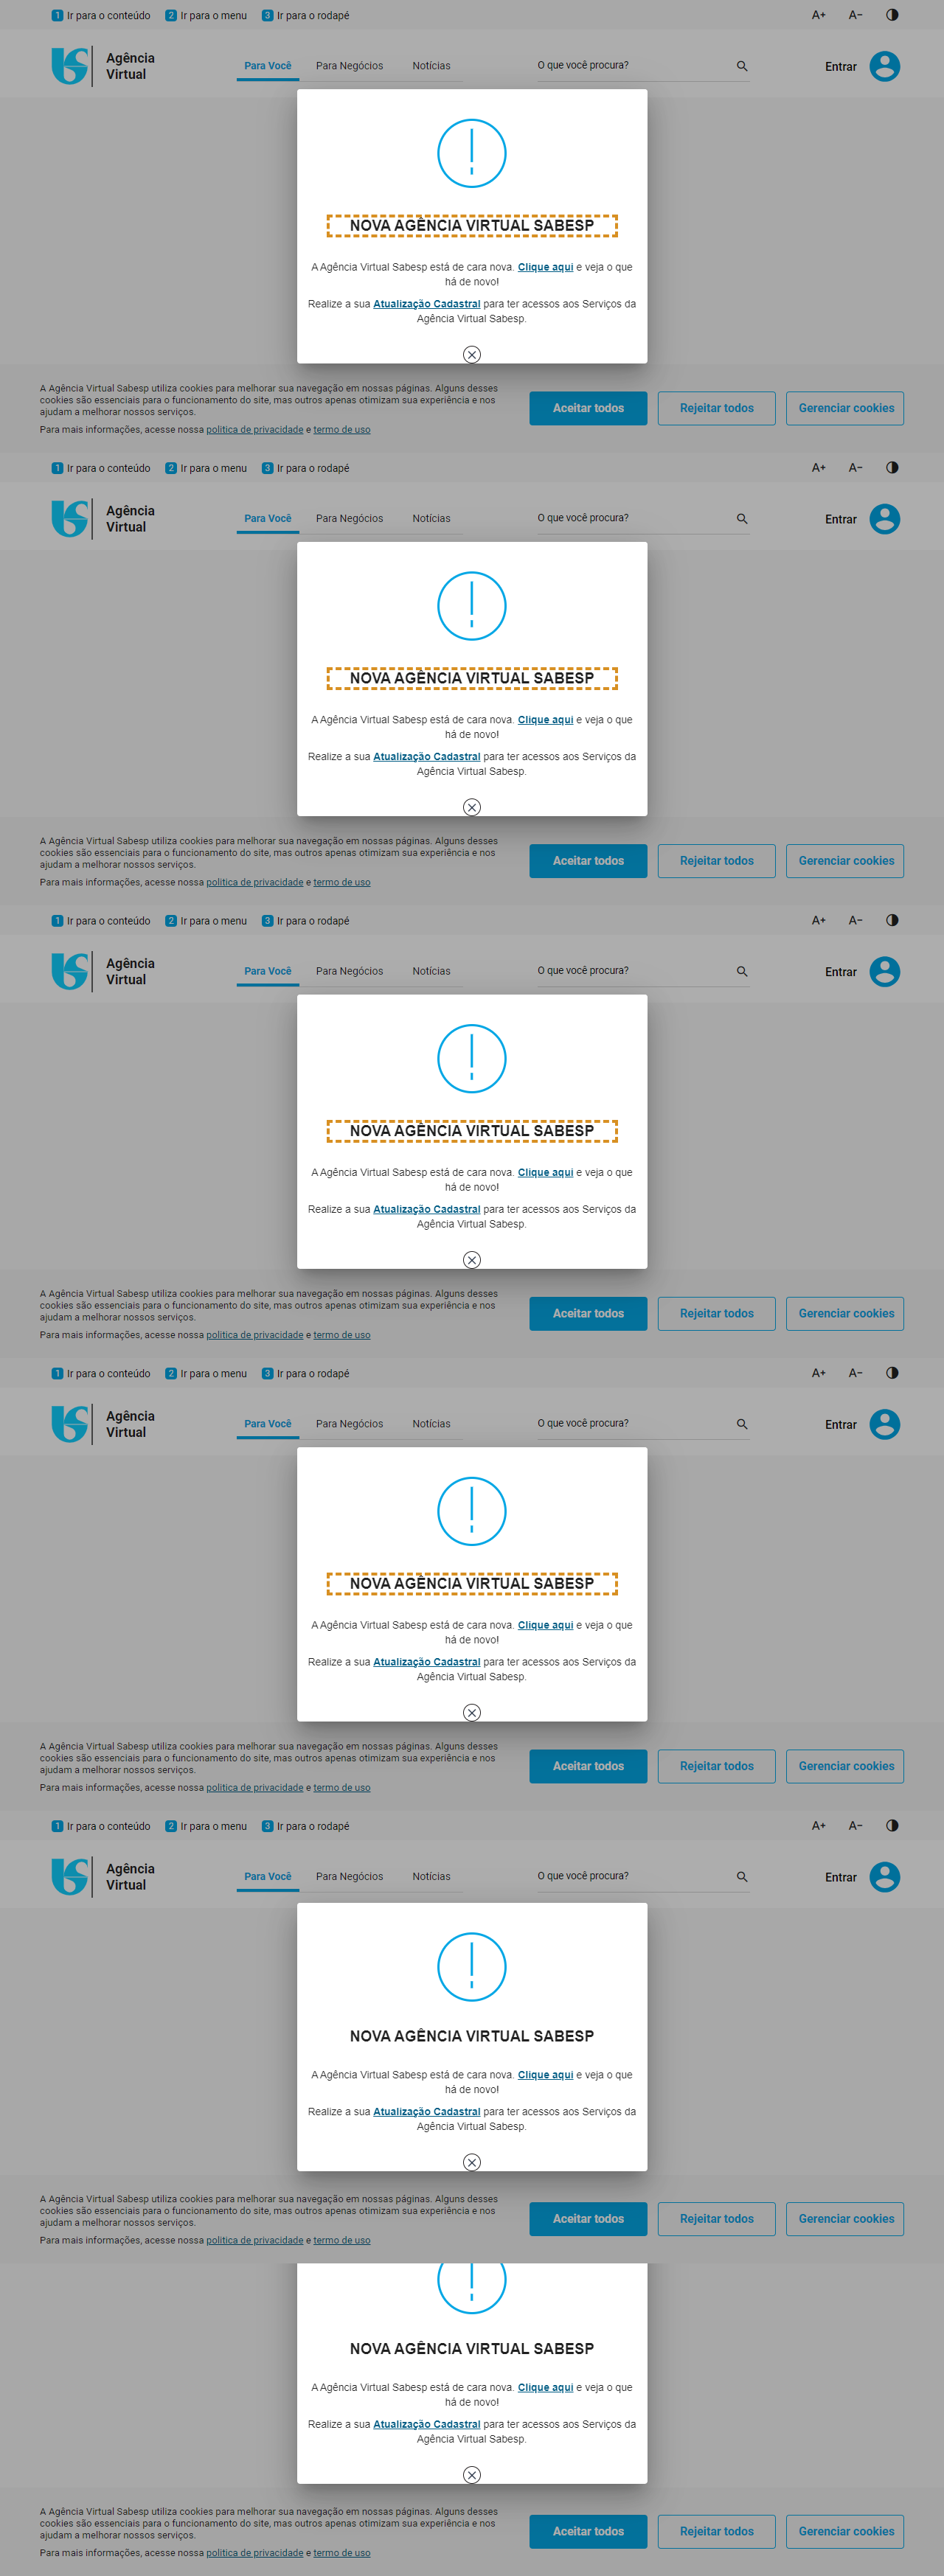 1 Ir para o conteúdo 2 Ir para o menu 3 Ir para o rodapé A+ A−
Agência
Virtual
Para Você Para Negócios Notícias O que você procura? Entrar
NOVA AGÊNCIA VIRTUAL SABESP
A Agência Virtual Sabesp está de cara nova. Clique aqui e veja o que
há de novo!
Realize a sua Atualização Cadastral para ter acessos aos Serviços da
Agência Virtual Sabesp.
A Agência Virtual Sabesp utiliza cookies para melhorar sua navegação em nossas páginas. Alguns desses
cookies são essenciais para o funcionamento do site, mas outros apenas otimizam sua experiência e nos
ajudam a melhorar nossos serviços.
Para mais informações, acesse nossa politica de privacidade e termo de uso
Aceitar todos Rejeitar todos Gerenciar cookies
1 Ir para o conteúdo 2 Ir para o menu 3 Ir para o rodapé A+ A−
Agência
Virtual
Para Você Para Negócios Notícias O que você procura? Entrar
NOVA AGÊNCIA VIRTUAL SABESP
A Agência Virtual Sabesp está de cara nova. Clique aqui e veja o que
há de novo!
Realize a sua Atualização Cadastral para ter acessos aos Serviços da
Agência Virtual Sabesp.
A Agência Virtual Sabesp utiliza cookies para melhorar sua navegação em nossas páginas. Alguns desses
cookies são essenciais para o funcionamento do site, mas outros apenas otimizam sua experiência e nos
ajudam a melhorar nossos serviços.
Para mais informações, acesse nossa politica de privacidade e termo de uso
Aceitar todos Rejeitar todos Gerenciar cookies
1 Ir para o conteúdo 2 Ir para o menu 3 Ir para o rodapé A+ A−
Agência
Virtual
Para Você Para Negócios Notícias O que você procura? Entrar
NOVA AGÊNCIA VIRTUAL SABESP
A Agência Virtual Sabesp está de cara nova. Clique aqui e veja o que
há de novo!
Realize a sua Atualização Cadastral para ter acessos aos Serviços da
Agência Virtual Sabesp.
A Agência Virtual Sabesp utiliza cookies para melhorar sua navegação em nossas páginas. Alguns desses
cookies são essenciais para o funcionamento do site, mas outros apenas otimizam sua experiência e nos
ajudam a melhorar nossos serviços.
Para mais informações, acesse nossa politica de privacidade e termo de uso
Aceitar todos Rejeitar todos Gerenciar cookies
1 Ir para o conteúdo 2 Ir para o menu 3 Ir para o rodapé A+ A−
Agência
Virtual
Para Você Para Negócios Notícias O que você procura? Entrar
NOVA AGÊNCIA VIRTUAL SABESP
A Agência Virtual Sabesp está de cara nova. Clique aqui e veja o que
há de novo!
Realize a sua Atualização Cadastral para ter acessos aos Serviços da
Agência Virtual Sabesp.
A Agência Virtual Sabesp utiliza cookies para melhorar sua navegação em nossas páginas. Alguns desses
cookies são essenciais para o funcionamento do site, mas outros apenas otimizam sua experiência e nos
ajudam a melhorar nossos serviços.
Para mais informações, acesse nossa politica de privacidade e termo de uso
Aceitar todos Rejeitar todos Gerenciar cookies
1 Ir para o conteúdo 2 Ir para o menu 3 Ir para o rodapé A+ A−
Agência
Virtual
Para Você Para Negócios Notícias O que você procura? Entrar
NOVA AGÊNCIA VIRTUAL SABESP
A Agência Virtual Sabesp está de cara nova. Clique aqui e veja o que
há de novo!
Realize a sua Atualização Cadastral para ter acessos aos Serviços da
Agência Virtual Sabesp.
A Agência Virtual Sabesp utiliza cookies para melhorar sua navegação em nossas páginas. Alguns desses
cookies são essenciais para o funcionamento do site, mas outros apenas otimizam sua experiência e nos
ajudam a melhorar nossos serviços.
Para mais informações, acesse nossa politica de privacidade e termo de uso
Aceitar todos Rejeitar todos Gerenciar cookies
NOVA AGÊNCIA VIRTUAL SABESP
A Agência Virtual Sabesp está de cara nova. Clique aqui e veja o que
há de novo!
Realize a sua Atualização Cadastral para ter acessos aos Serviços da
Agência Virtual Sabesp.
A Agência Virtual Sabesp utiliza cookies para melhorar sua navegação em nossas páginas. Alguns desses
cookies são essenciais para o funcionamento do site, mas outros apenas otimizam sua experiência e nos
ajudam a melhorar nossos serviços.
Para mais informações, acesse nossa politica de privacidade e termo de uso
Aceitar todos Rejeitar todos Gerenciar cookies